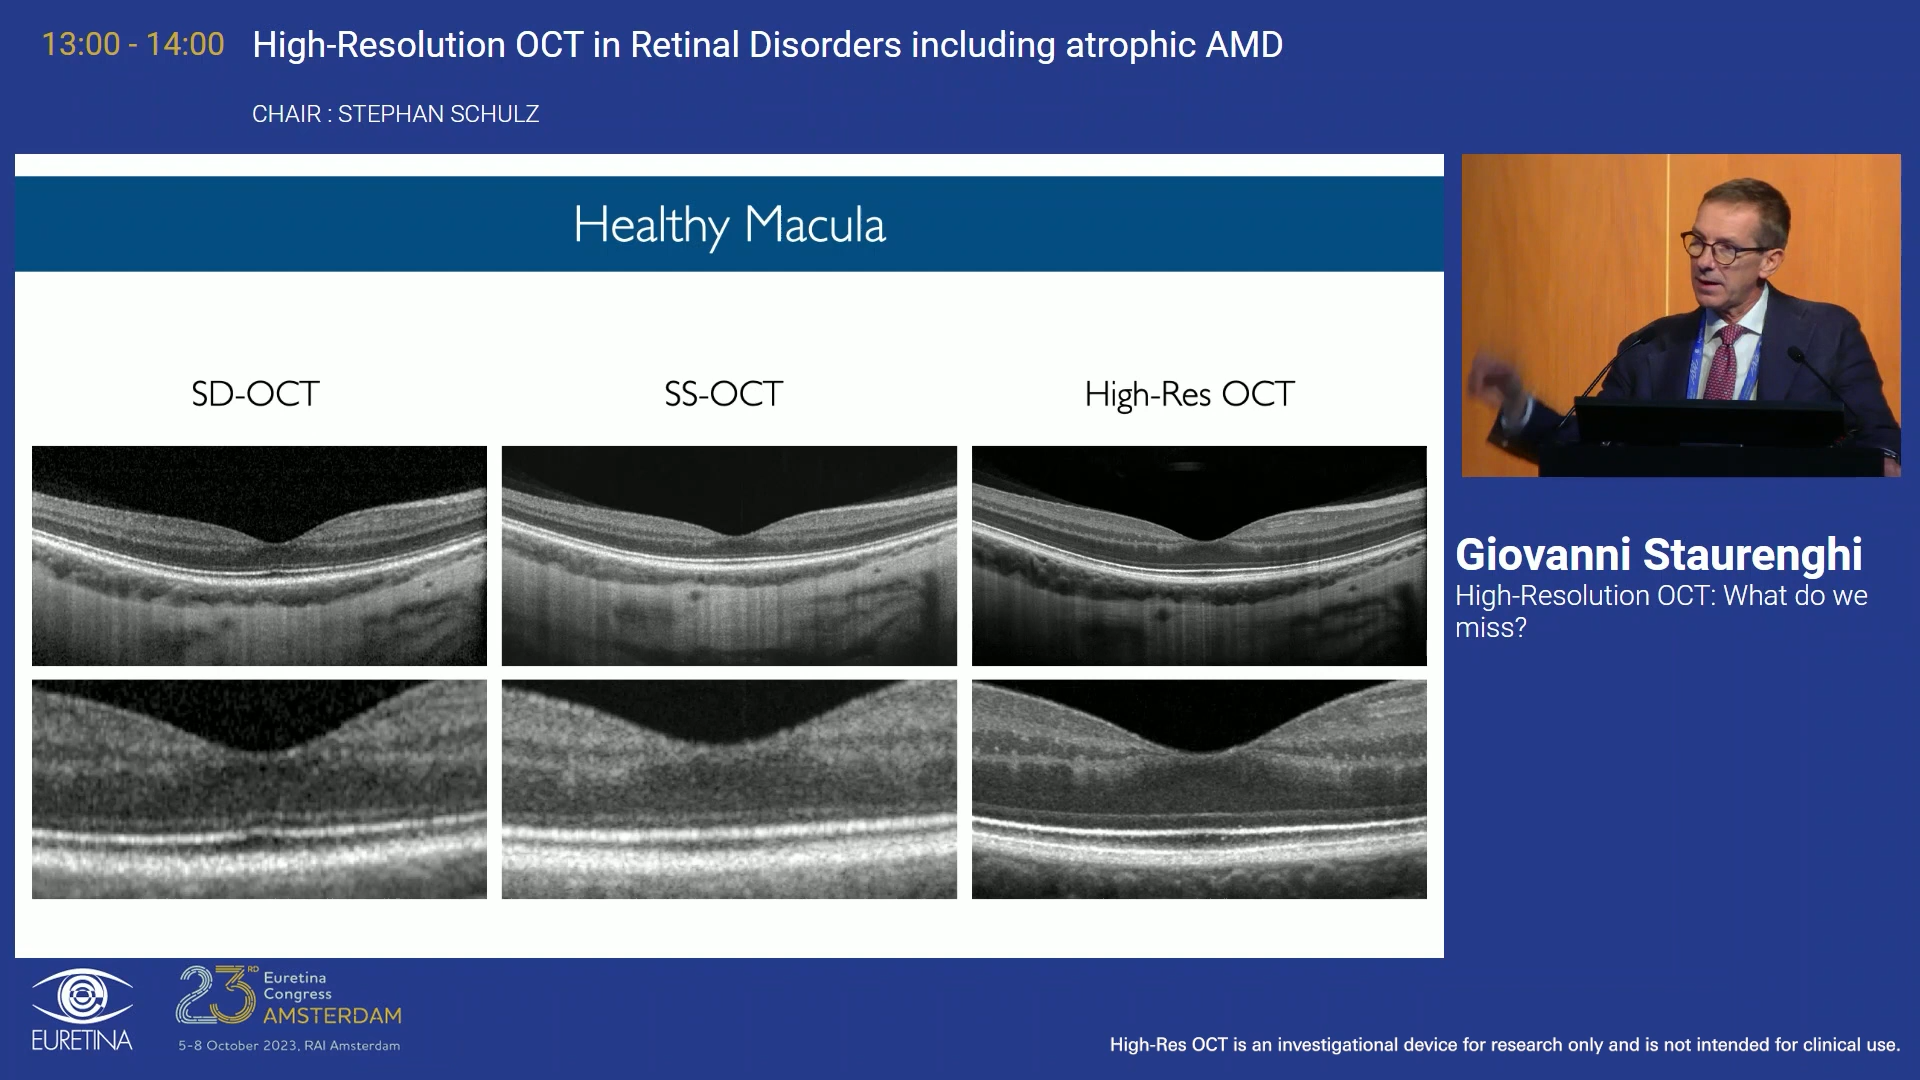 13:00 - 14:00 High-Resolution OCT in Retinal Disorders including atrophic AMD
CHAIR : STEPHAN SCHULZ
Healthy Macula
SD-OCT SS-OCT High-Res OCT
Giovanni Staurenghi
High-Resolution OCT: What do we
miss?
EURETINA
23RD
Euretina
Congress
AMSTERDAM
5-8 October 2023, RAI Amsterdam
High-Res OCT is an investigational device for research only and is not intended for clinical use.